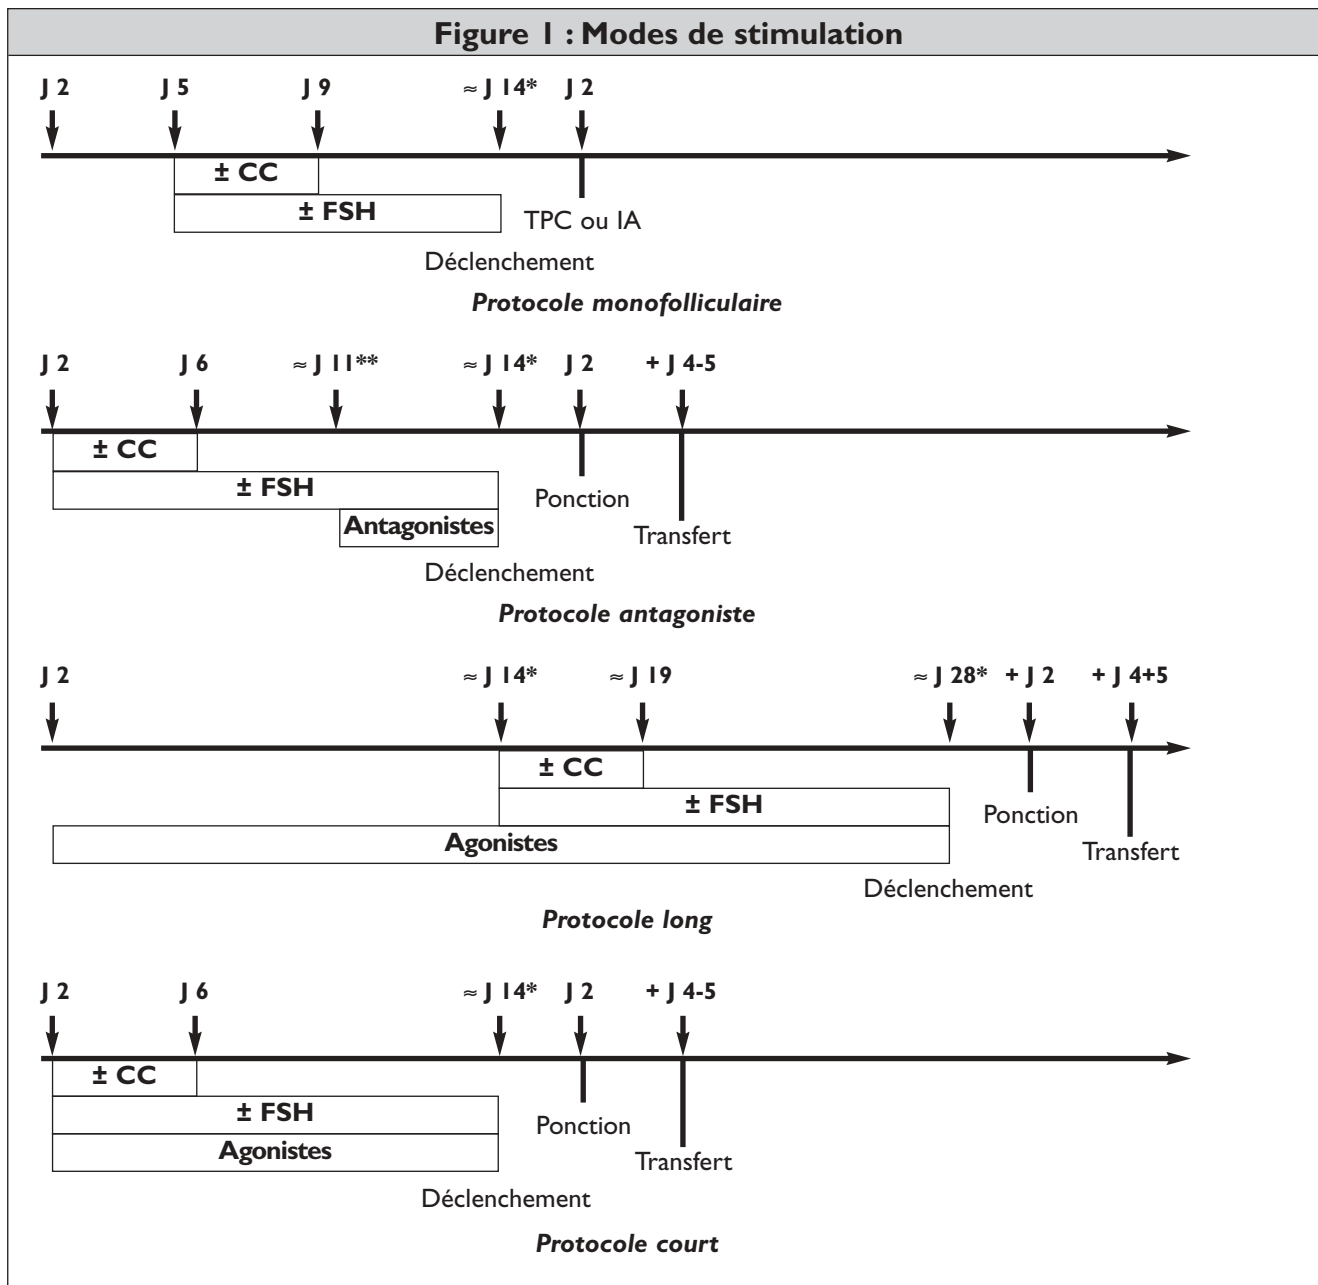 Figure 1 : Modes de stimulation
J 2 J 5 J 9 ≈ J 14* J 2
± CC
± FSH
TPC ou IA
Déclenchement
Protocole monofolliculaire
J 2 J 6 ≈ J 11** ≈ J 14* J 2 + J 4-5
± CC
± FSH
Ponction
Antagonistes
Transfert
Déclenchement
Protocole antagoniste
J 2 ≈ J 14* ≈ J 19 ≈ J 28* + J 2 + J 4+5
± CC
± FSH
Ponction
Agonistes
Transfert
Déclenchement
Protocole long
J 2 J 6 ≈ J 14* J 2 + J 4-5
± CC
± FSH
Ponction
Agonistes
Transfert
Déclenchement
Protocole court